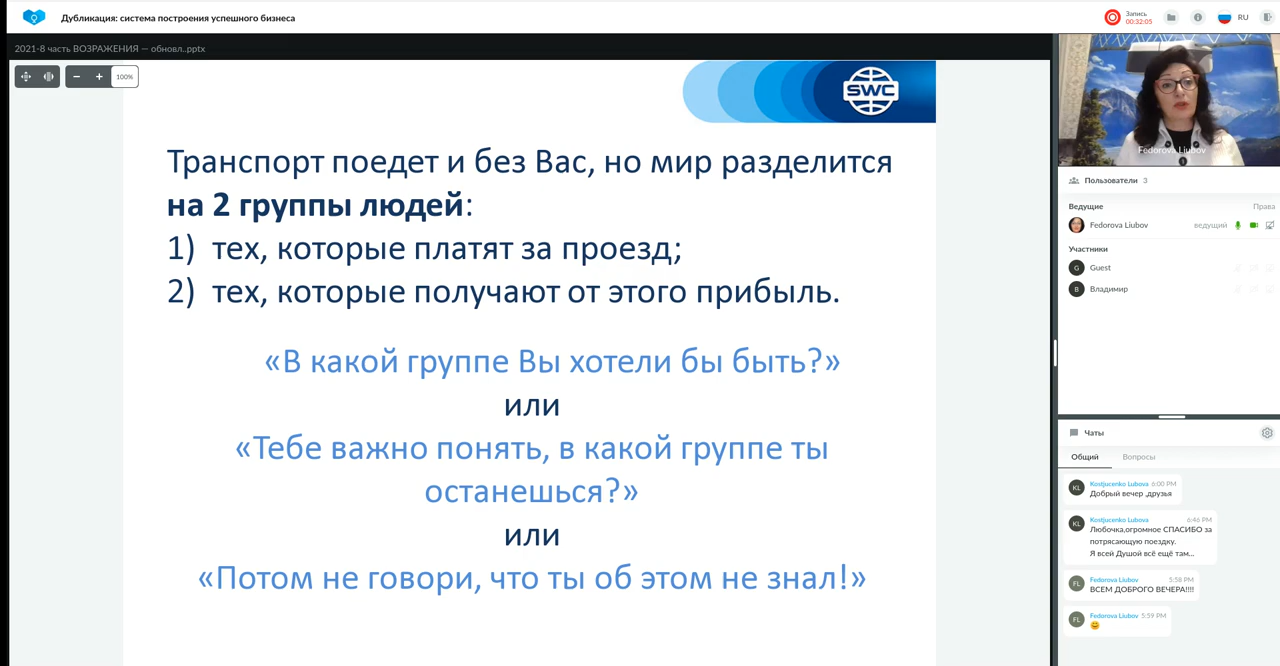 Дубликация: система построения успешного бизнеса
Запись
00:32:05
RU
2021-8 часть ВОЗРАЖЕНИЯ — обновл..pptx
100%
SWC
Транспорт поедет и без Вас, но мир разделится
на 2 группы людей:
1) тех, которые платят за проезд;
2) тех, которые получают от этого прибыль.
«В какой группе Вы хотели бы быть?»
или
«Тебе важно понять, в какой группе ты
останешься?»
или
«Потом не говори, что ты об этом не знал!»
Fedorova Liubov
Пользователи 3
Ведущие Права
Fedorova Liubov ведущий
Участники
G Guest
В Владимир
Чаты
Общий Вопросы
KL Kostjucenko Lubova 6:00 PM
Добрый вечер ,друзья
KL Kostjucenko Lubova 6:46 PM
Любочка,огромное СПАСИБО за
потрясающую поездку.
Я всей Душой всё ещё там...
FL Fedorova Liubov 5:58 PM
ВСЕМ ДОБРОГО ВЕЧЕРА!!!!
FL Fedorova Liubov 5:59 PM